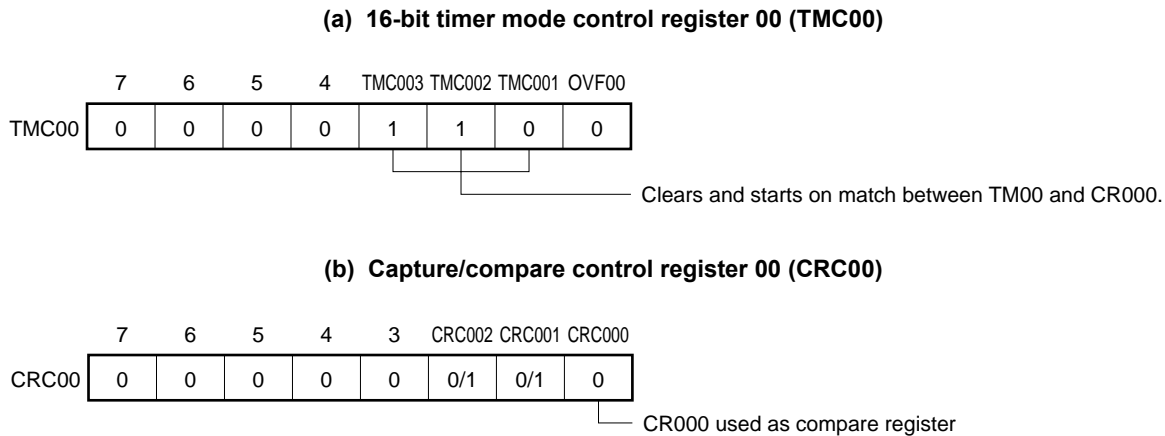 (a) 16-bit timer mode control register 00 (TMC00)
7 6 5 4 TMC003 TMC002 TMC001 OVF00
TMC00 0 0 0 0 1 1 0 0
Clears and starts on match between TM00 and CR000.
(b) Capture/compare control register 00 (CRC00)
7 6 5 4 3 CRC002 CRC001 CRC000
CRC00 0 0 0 0 0 0/1 0/1 0
CR000 used as compare register